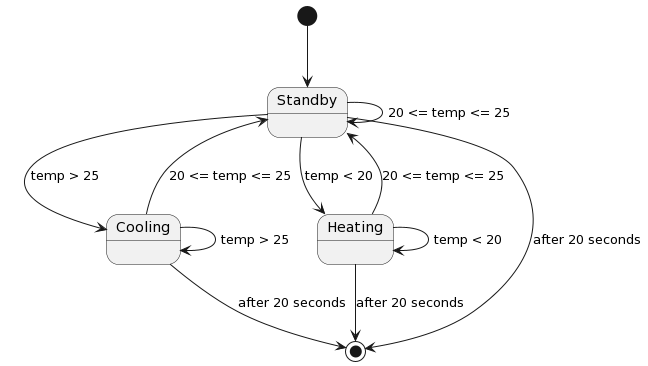 Standby
20 <= temp <= 25
temp > 25
20 <= temp <= 25
temp < 20
20 <= temp <= 25
Cooling
Heating
temp > 25
temp < 20
after 20 seconds
after 20 seconds
after 20 seconds